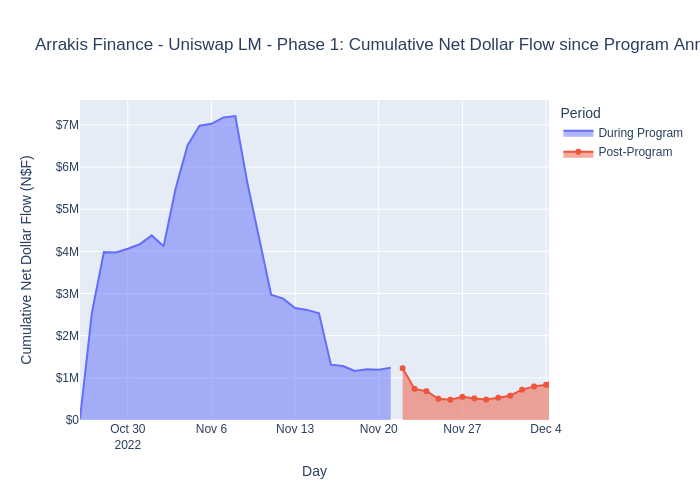 Arrakis Finance - Uniswap LM - Phase 1: Cumulative Net Dollar Flow since Program
Period
During Program
Post-Program
Cumulative Net Dollar Flow (N$F)
$7M
$6M
$5M
$4M
$3M
$2M
$1M
$0
Oct 30
2022
Nov 6
Nov 13
Nov 20
Nov 27
Dec 4
Day